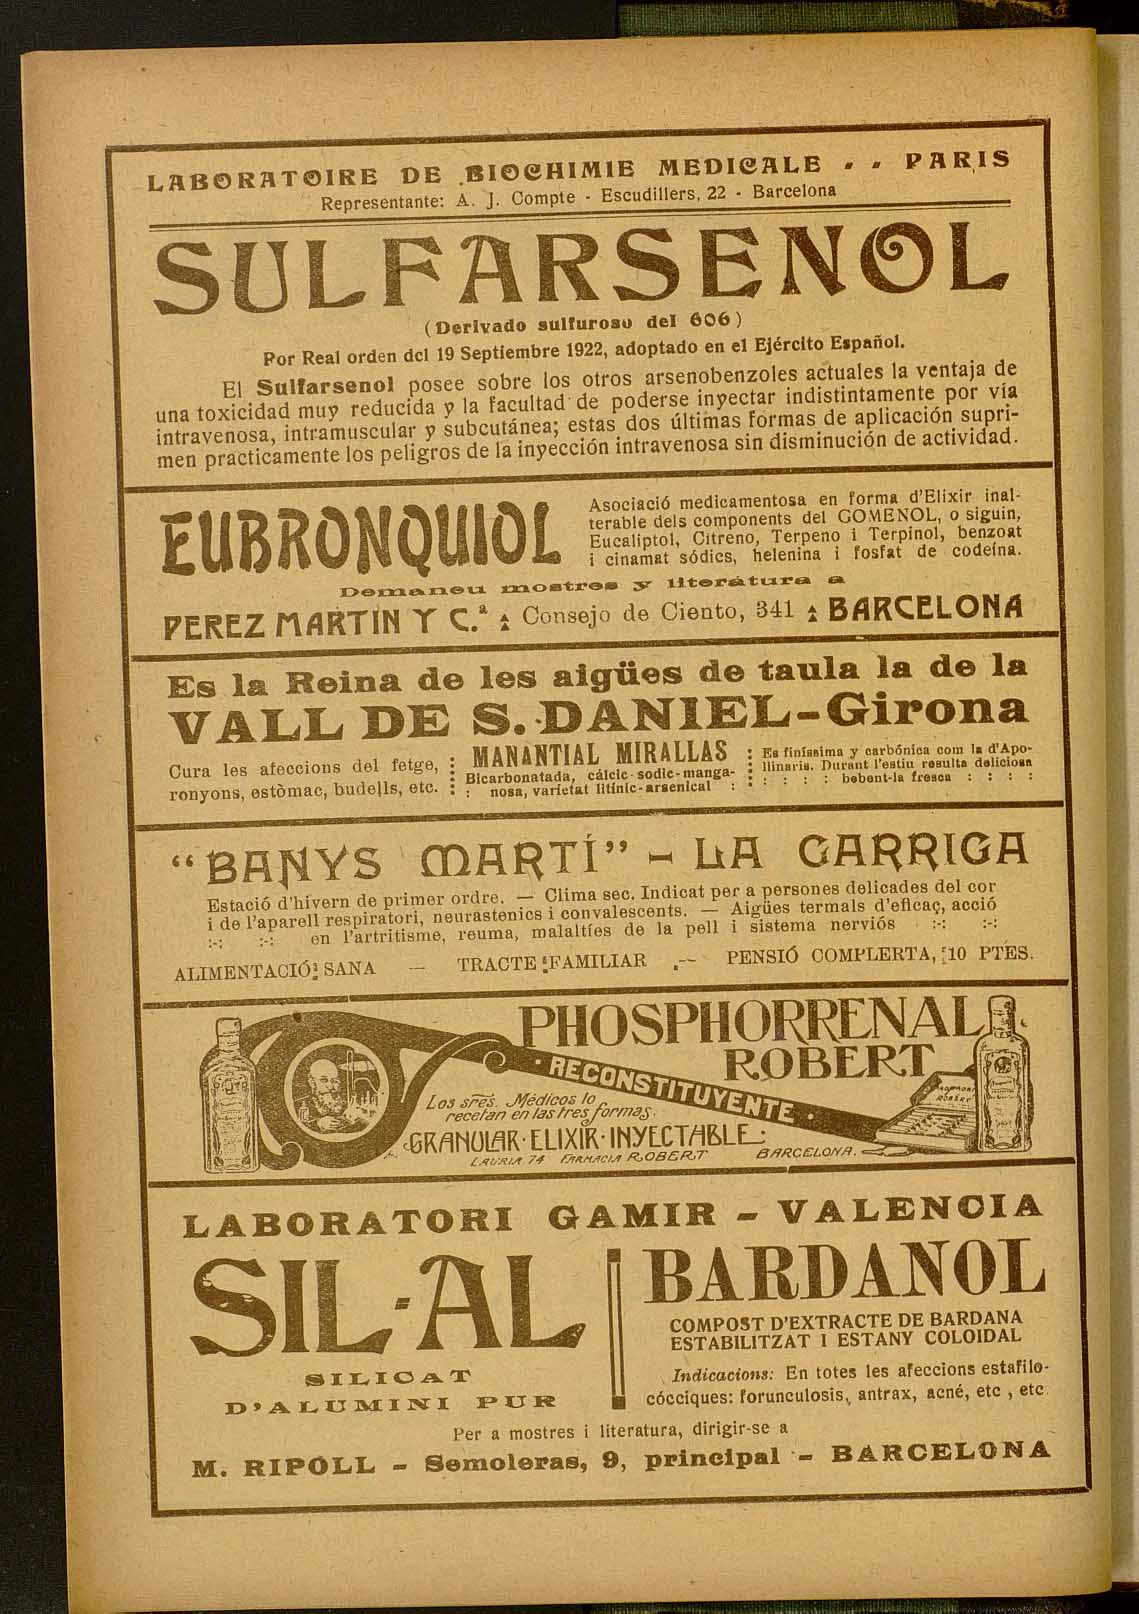 LABORATOIRE DE BIOCHIMIE MEDICALE - - PARIS
Representante: A. J. Compte - Escudillers, 22 - Barcelona
SULFARSENOL
(Derivado sulfuroso del 606)
Por Real orden del 19 Septiembre 1922, adoptado en el Ejército Español.
El Sulfarsenol posee sobre los otros arsenobenzoles actuales la ventaja de
una toxicidad muy reducida y la facultad de poderse inyectar indistintamente por vía
intravenosa, intramuscular y subcutánea; estas dos últimas formas de aplicación supri-
men practicamente los peligros de la inyección intravenosa sin disminución de actividad.
EUBRONQUIOL
Asociació medicamentosa en forma d'Elixir inal-
terable dels components del GOMENOL, o siguin,
Eucaliptol, Citreno, Terpeno i Terpinol, benzoat
i cinamat sódics, helenina i fosfat de codeína.
Demaneu mostres y literátura a
PEREZ MARTIN Y C.ª Consejo de Ciento, 341 BARCELONA
Es la Reina de les aigües de taula la de la
VALL DE S. DANIEL-Girona
Cura les afeccions del fetge,
ronyons, estòmac, budells, etc.
MANANTIAL MIRALLAS
Bicarbonatada, cálcic-sodic-manga-
: nosa, varietat litínic-arsenical :
Es finíssima y carbónica com la d'Apo-
llinaris. Durant l'estiu resulta deliciosa
: : : : bebent-la fresca : : : :
"BANYS MARTÍ" - LA GARRIGA
Estació d'hivern de primer ordre. — Clima sec. Indicat per a persones delicades del cor
i de l'aparell respiratori, neurastenics i convalescents. — Aigües termals d'eficaç, acció
:-: :-: en l'artritisme, reuma, malaltíes de la pell i sistema nerviós :-: :-:
ALIMENTACIÓ SANA — TRACTE FAMILIAR — PENSIÓ COMPLERTA, 10 PTES.
PHOSPHORRENAL
ROBERT
RECONSTITUYENTE
Los sres. Médicos lo
recetan en las tres formas.
GRANULAR · ELIXIR · INYECTABLE
LAURIA 74 FARMACIA ROBERT BARCELONA.
LABORATORI GAMIR - VALENCIA
SIL-AL
SILICAT
D'ALUMINI PUR
BARDANOL
COMPOST D'EXTRACTE DE BARDANA
ESTABILITZAT I ESTANY COLOIDAL
Indicacions: En totes les afeccions estafilo-
cócciques: forunculosis, antrax, acné, etc , etc
Per a mostres i literatura, dirigir-se a
M. RIPOLL - Semoleras, 9, principal - BARCELONA